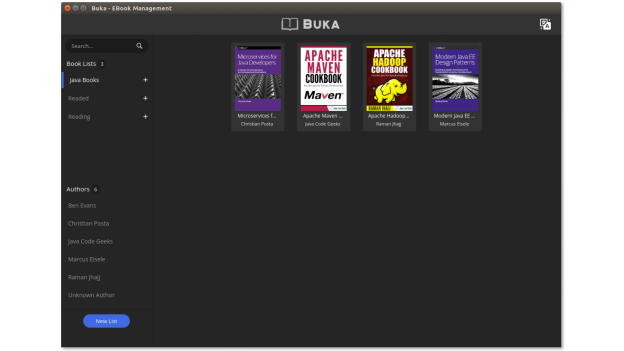 Buka - EBook Management
BUKA
Search...
Book Lists 3
Java Books +
Readed +
Reading +
Authors 6
Ben Evans
Christian Posta
Java Code Geeks
Marcus Eisele
Raman Jhajj
Unknown Author
New List
Microservices for
Java Developers
Microservices f...
Christian Posta
APACHE
MAVEN
COOKBOOK
Maven
Apache Maven ...
Java Code Geeks
APACHE
HADOOP
COOKBOOK
RAMAN JHAJJ
Apache Hadoop...
Raman Jhajj
Modern Java EE
Design Patterns
Modern Java EE ...
Marcus Eisele